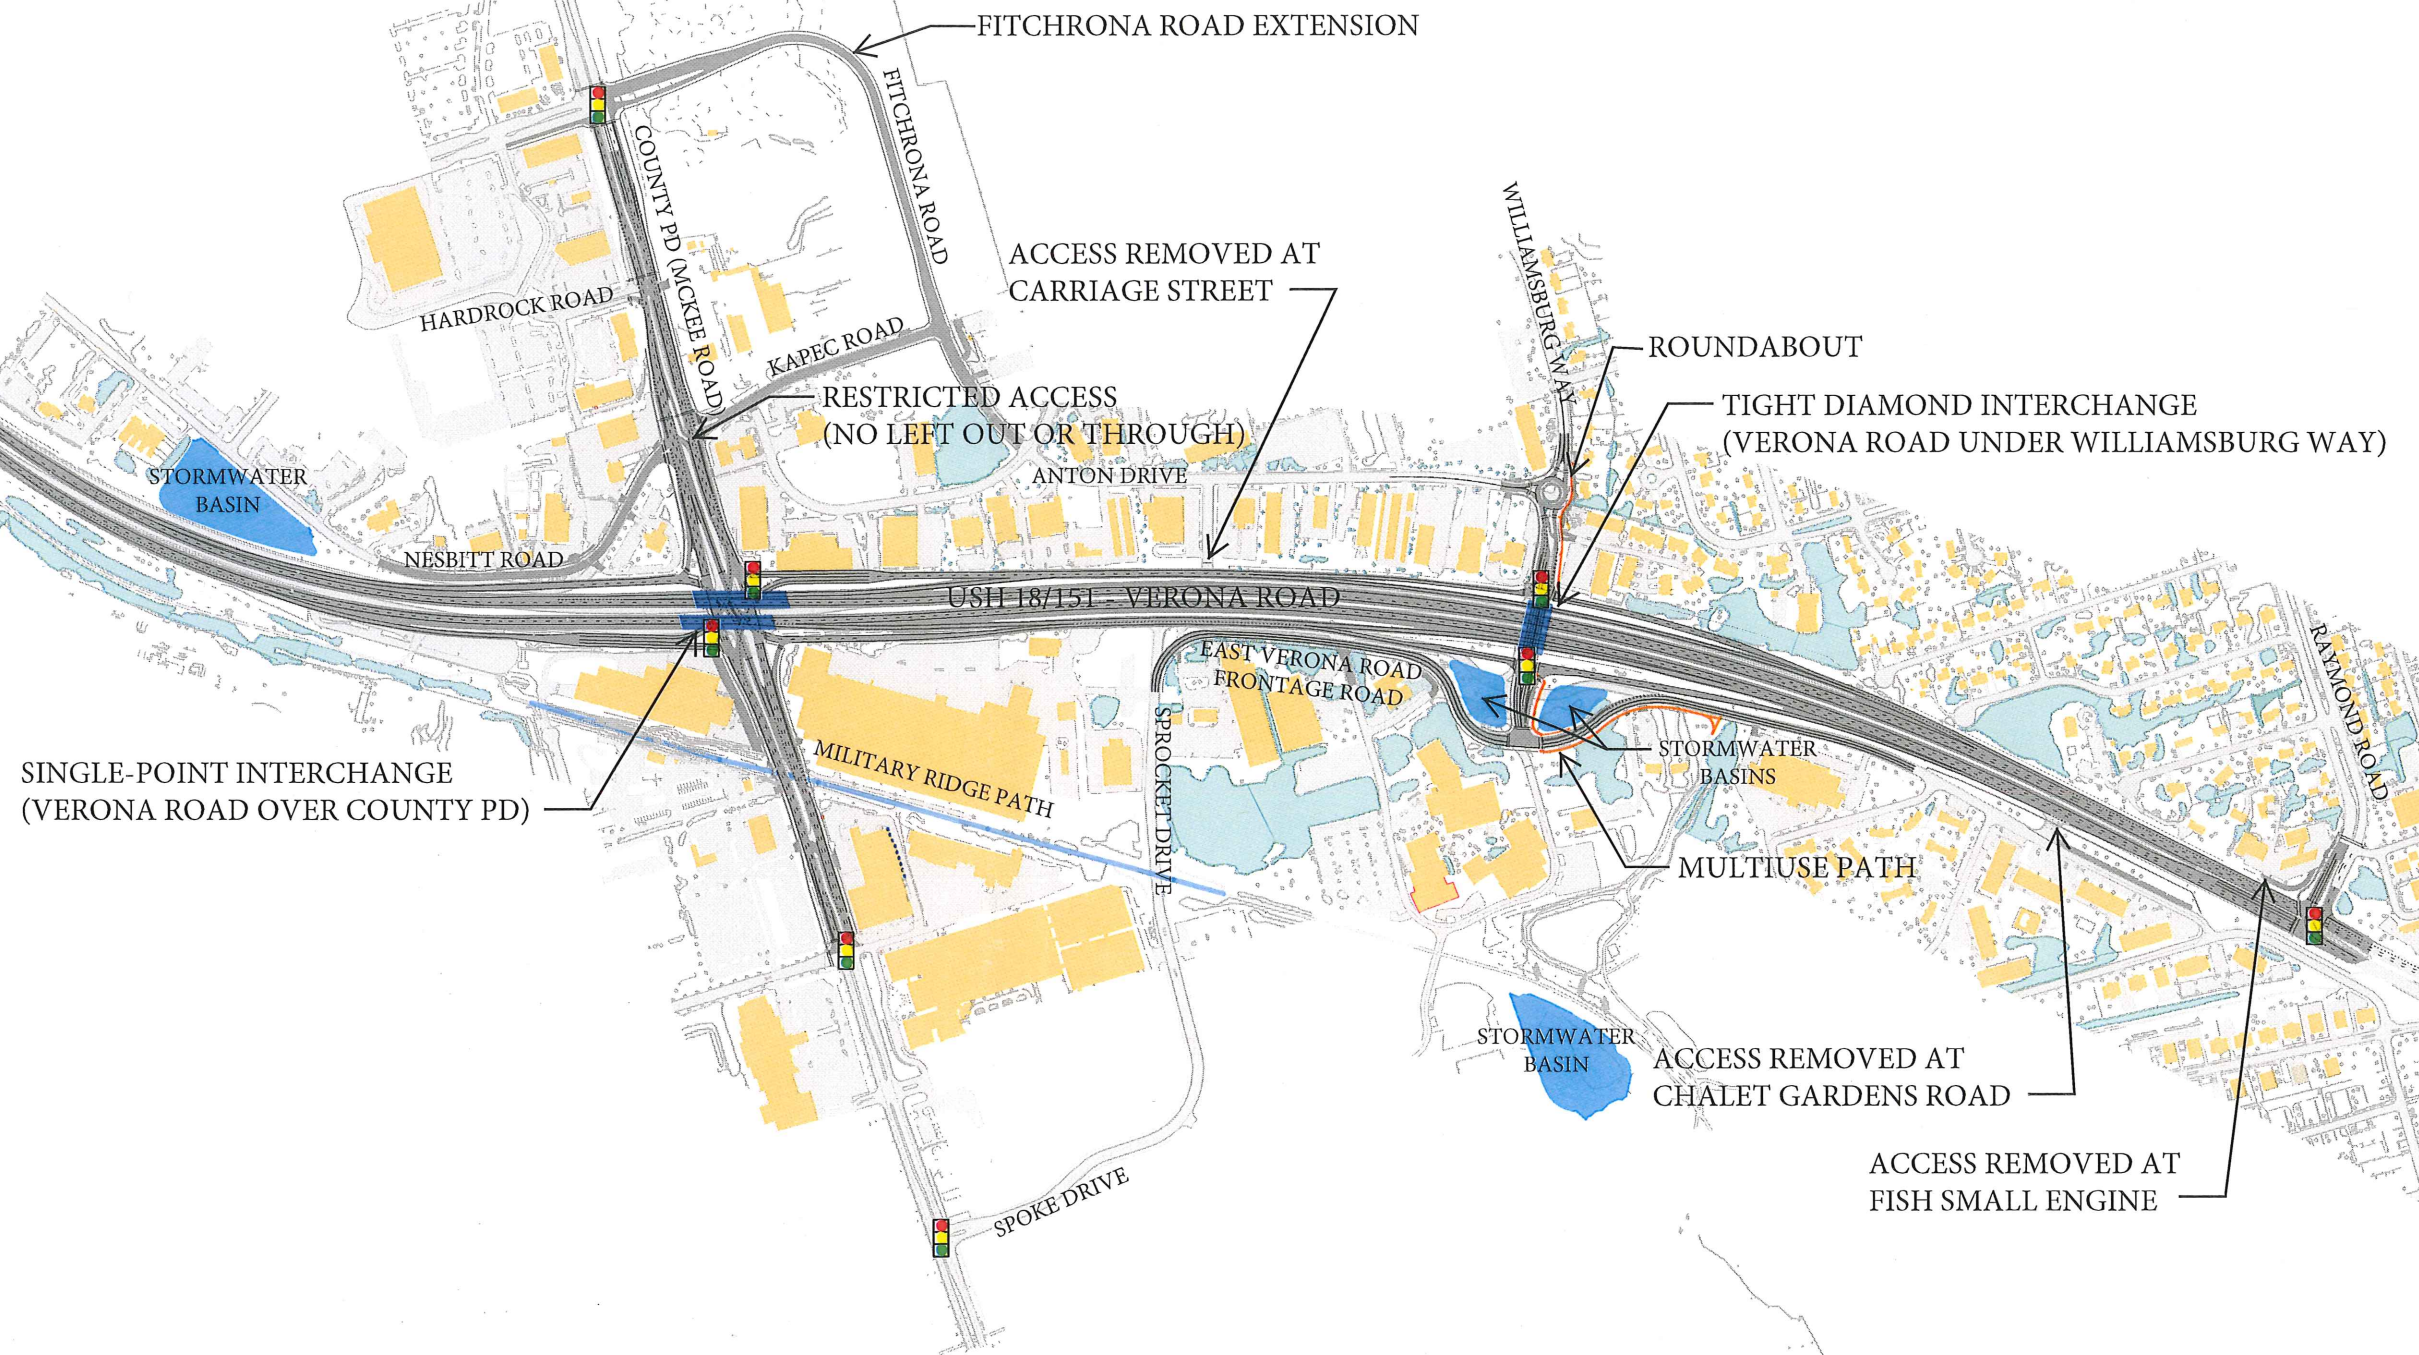 FITCHRONA ROAD EXTENSION
FITCHRONA ROAD
COUNTY PD (MCKEE ROAD)
HARDROCK ROAD
KAPEC ROAD
ACCESS REMOVED AT
CARRIAGE STREET
WILLIAMSBURG WAY
ROUNDABOUT
TIGHT DIAMOND INTERCHANGE
(VERONA ROAD UNDER WILLIAMSBURG WAY)
RESTRICTED ACCESS
(NO LEFT OUT OR THROUGH)
ANTON DRIVE
STORMWATER
BASIN
NESBITT ROAD
USH 18/151 - VERONA ROAD
EAST VERONA ROAD
FRONTAGE ROAD
RAYMOND ROAD
SPROCKET DRIVE
MILITARY RIDGE PATH
STORMWATER
BASINS
SINGLE-POINT INTERCHANGE
(VERONA ROAD OVER COUNTY PD)
MULTIUSE PATH
STORMWATER
BASIN
ACCESS REMOVED AT
CHALET GARDENS ROAD
ACCESS REMOVED AT
FISH SMALL ENGINE
SPOKE DRIVE